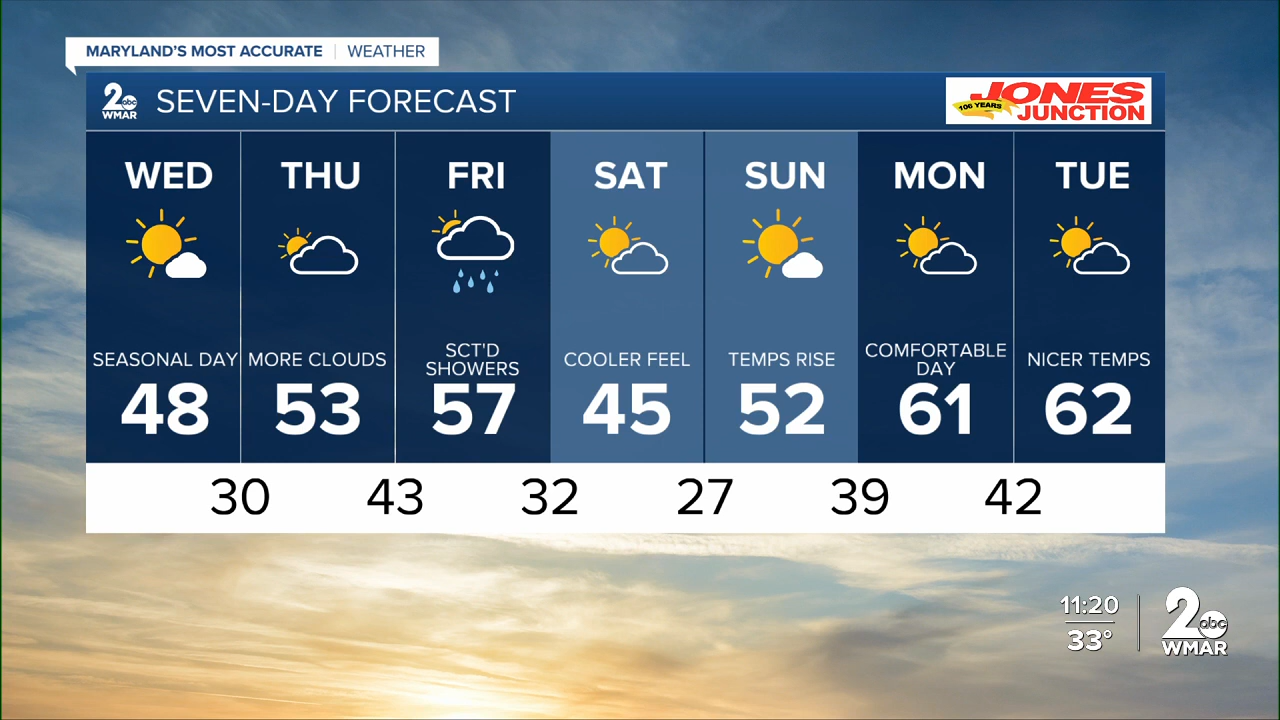 MARYLAND'S MOST ACCURATE | WEATHER
2 abc
WMAR
SEVEN-DAY FORECAST
106 YEARS
JONES
JUNCTION
WED THU FRI SAT SUN MON TUE
SEASONAL DAY
MORE CLOUDS
SCT'D
SHOWERS
COOLER FEEL
TEMPS RISE
COMFORTABLE
DAY
NICER TEMPS
48 53 57 45 52 61 62
30 43 32 27 39 42
11:20
33°
2 abc
WMAR